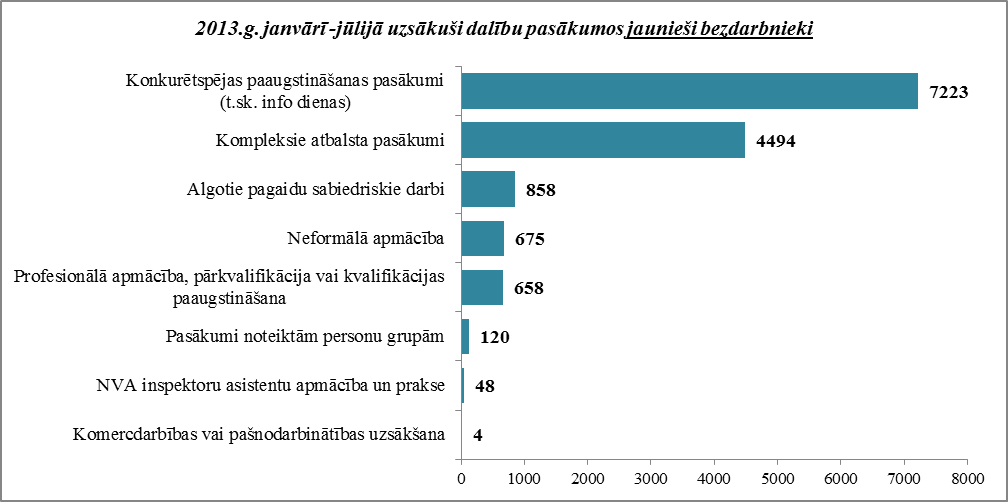 2013.g. janvārī -jūlijā uzsākuši dalību pasākumos jaunieši bezdarbnieki
Konkurētspējas paaugstināšanas pasākumi
(t.sk. info dienas)
7223
Kompleksie atbalsta pasākumi
4494
Algotie pagaidu sabiedriskie darbi
858
Neformālā apmācība
675
Profesionālā apmācība, pārkvalifikācija vai kvalifikācijas
paaugstināšana
658
Pasākumi noteiktām personu grupām
120
NVA inspektoru asistentu apmācība un prakse
48
Komercdarbības vai pašnodarbinātības uzsākšana
4
0 1000 2000 3000 4000 5000 6000 7000 8000